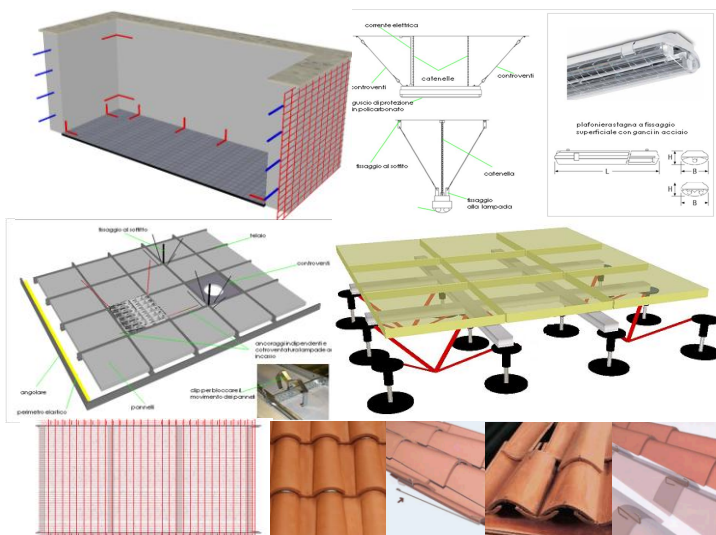 corrente elettrica
catenelle
controventi
controventi
guscio di protezione
in policarbonato
fissaggio al soffitto
catenella
fissaggio
alla lampada
plafoniera stagna a fissaggio
superficiale con ganci in acciaio
H
L
B
H
B
fissaggio al soffitto
telaio
controventi
ancoraggi indipendenti e
cotroventatura lampade ad
incasso
clip per bloccare il
movimento dei pannelli
angolare
perimetro elastico
pannelli